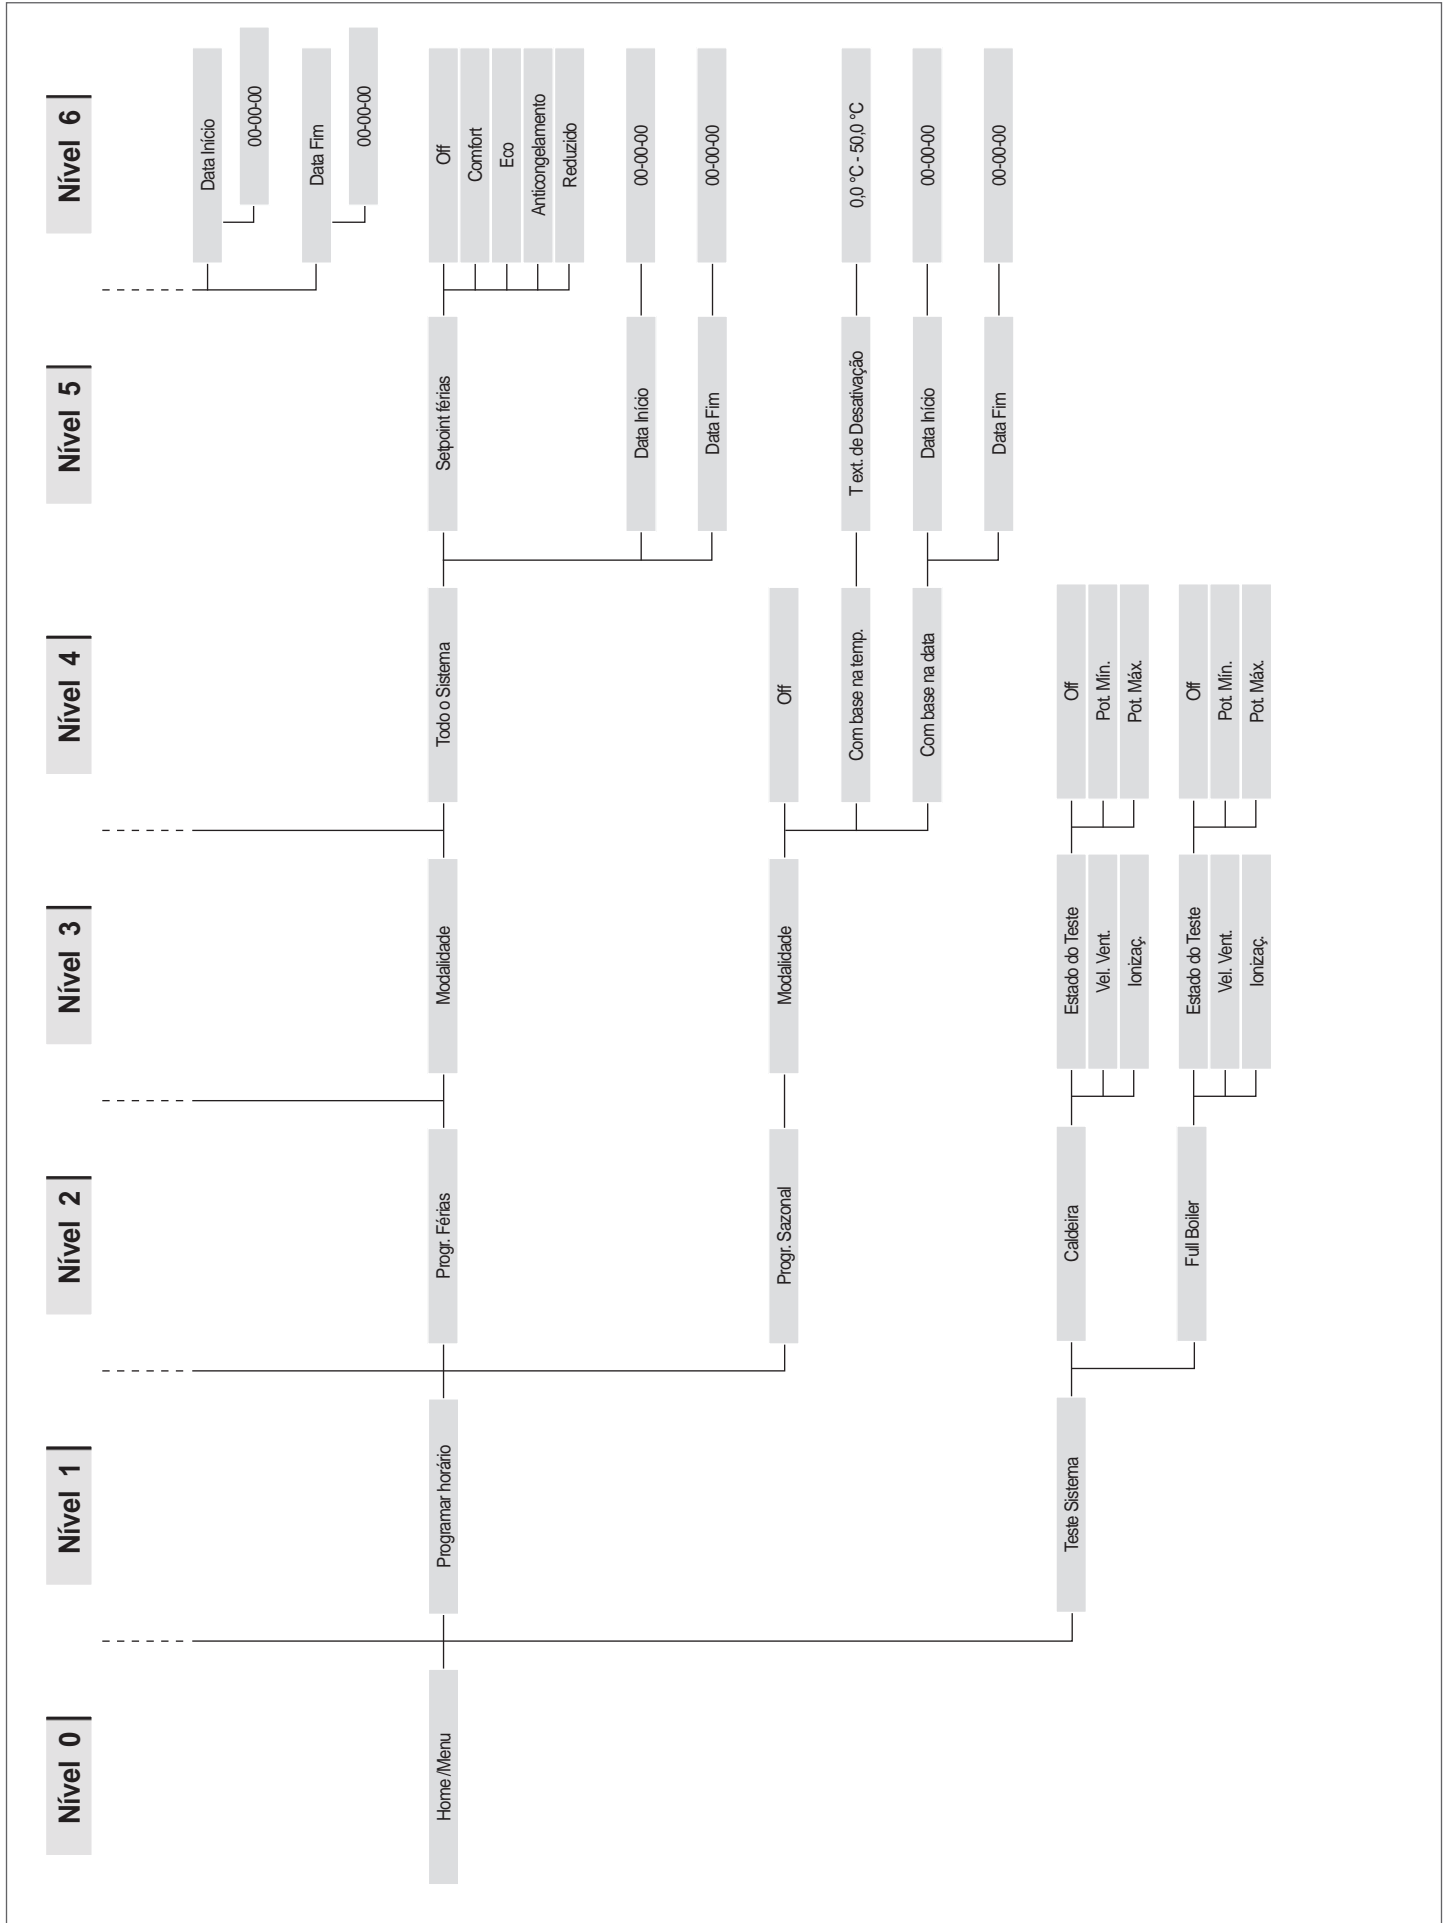 Nível 0
Nível 1
Nível 2
Nível 3
Nível 4
Nível 5
Nível 6
Data Início
00-00-00
Data Fim
00-00-00
Home /Menu
Programar horário
Progr. Férias
Modalidade
Todo o Sistema
Setpoint férias
Off
Comfort
Eco
Anticongelamento
Reduzido
Data Início
00-00-00
Data Fim
00-00-00
Progr. Sazonal
Modalidade
Off
Com base na temp.
T ext. de Desativação
0,0 °C - 50,0 °C
Com base na data
Data Início
00-00-00
Data Fim
00-00-00
Teste Sistema
Caldeira
Estado do Teste
Off
Vel. Vent.
Pot. Mín.
Ionizaç.
Pot. Máx.
Full Boiler
Estado do Teste
Off
Vel. Vent.
Pot. Mín.
Ionizaç.
Pot. Máx.